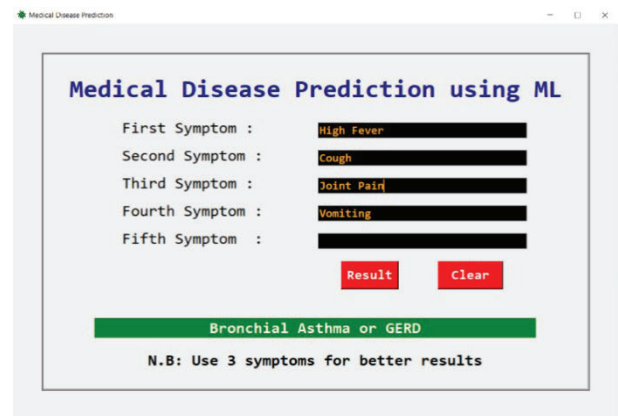 Medical Disease Prediction
Medical Disease Prediction using ML
First Symptom : High Fever
Second Symptom : Cough
Third Symptom : Joint Pain
Fourth Symptom : Vomiting
Fifth Symptom :
Result Clear
Bronchial Asthma or GERD
N.B: Use 3 symptoms for better results